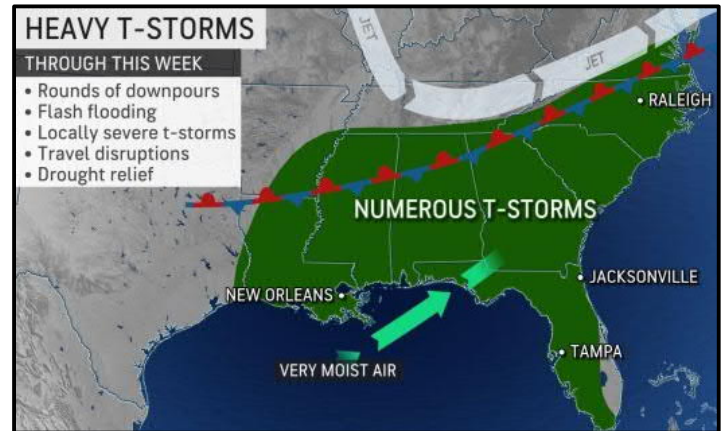 HEAVY T-STORMS
THROUGH THIS WEEK
• Rounds of downpours
• Flash flooding
• Locally severe t-storms
• Travel disruptions
• Drought relief
JET
JET
RALEIGH
NUMEROUS T-STORMS
JACKSONVILLE
NEW ORLEANS
TAMPA
VERY MOIST AIR